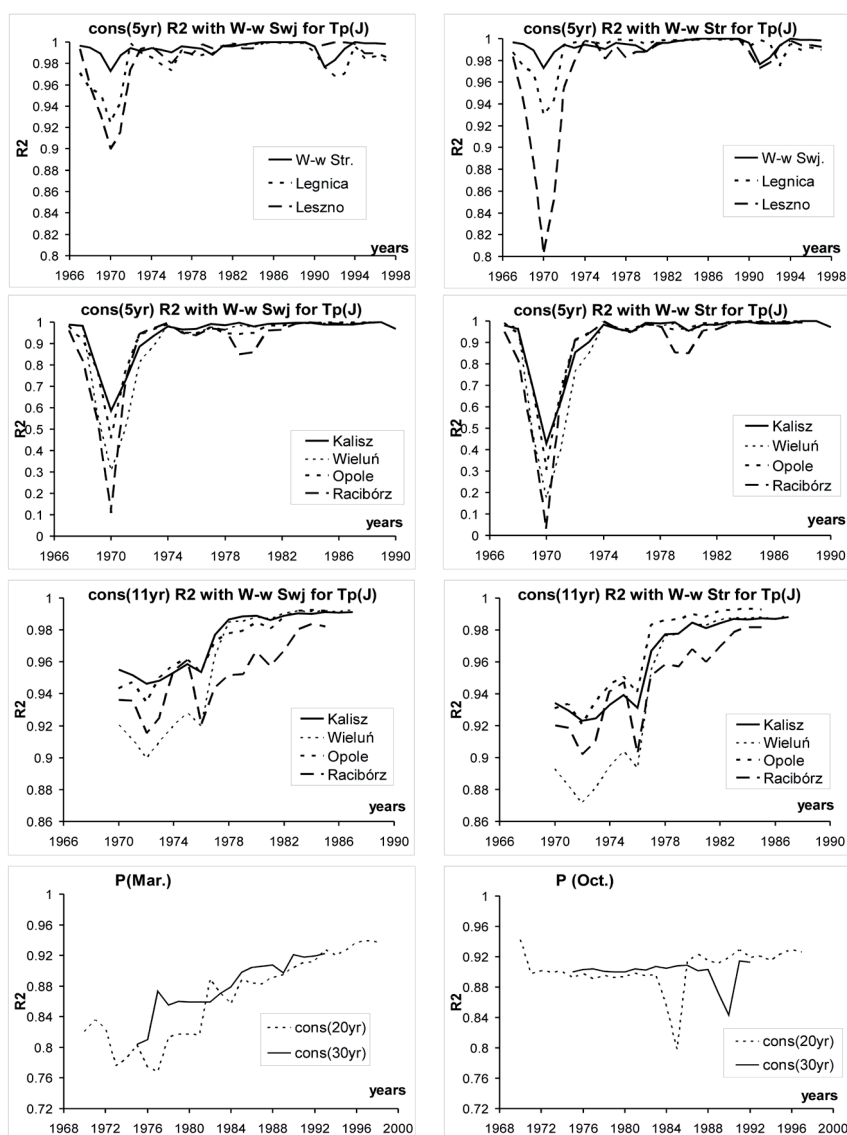 cons(5yr) R2 with W-w Swj for Tp(J)
1
0.98
0.96
0.94
0.92
0.9
0.88
0.86
0.84
0.82
0.8
R2
W-w Str.
Legnica
Leszno
years
1966 1970 1974 1978 1982 1986 1990 1994 1998
cons(5yr) R2 with W-w Str for Tp(J)
1
0.98
0.96
0.94
0.92
0.9
0.88
0.86
0.84
0.82
0.8
R2
W-w Swj.
Legnica
Leszno
years
1966 1970 1974 1978 1982 1986 1990 1994 1998
cons(5yr) R2 with W-w Swj for Tp(J)
1
0.9
0.8
0.7
0.6
0.5
0.4
0.3
0.2
0.1
0
R2
Kalisz
Wieluń
Opole
Racibórz
years
1966 1970 1974 1978 1982 1986 1990
cons(5yr) R2 with W-w Str for Tp(J)
1
0.9
0.8
0.7
0.6
0.5
0.4
0.3
0.2
0.1
0
R2
Kalisz
Wieluń
Opole
Racibórz
years
1966 1970 1974 1978 1982 1986 1990
cons(11yr) R2 with W-w Swj for Tp(J)
1
0.98
0.96
0.94
0.92
0.9
0.88
0.86
R2
Kalisz
Wieluń
Opole
Racibórz
years
1966 1970 1974 1978 1982 1986 1990
cons(11yr) R2 with W-w Str for Tp(J)
1
0.98
0.96
0.94
0.92
0.9
0.88
0.86
R2
Kalisz
Wieluń
Opole
Racibórz
years
1966 1970 1974 1978 1982 1986 1990
P(Mar.)
1
0.96
0.92
0.88
0.84
0.8
0.76
0.72
R2
cons(20yr)
cons(30yr)
years
1968 1972 1976 1980 1984 1988 1992 1996 2000
P (Oct.)
1
0.96
0.92
0.88
0.84
0.8
0.76
0.72
R2
cons(20yr)
cons(30yr)
years
1968 1972 1976 1980 1984 1988 1992 1996 2000